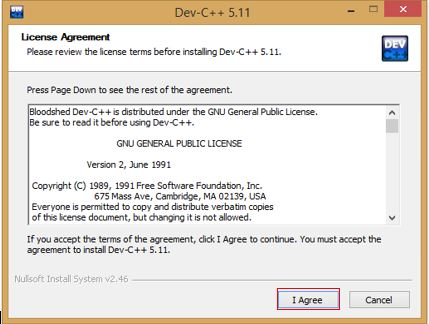 Dev-C++ 5.11
License Agreement
Please review the license terms before installing Dev-C++ 5.11.
DEV
C++
Press Page Down to see the rest of the agreement.
Bloodshed Dev-C++ is distributed under the GNU General Public License.
Be sure to read it before using Dev-C++.
GNU GENERAL PUBLIC LICENSE
Version 2, June 1991
Copyright (C) 1989, 1991 Free Software Foundation, Inc.
675 Mass Ave, Cambridge, MA 02139, USA
Everyone is permitted to copy and distribute verbatim copies
of this license document, but changing it is not allowed.
If you accept the terms of the agreement, click I Agree to continue. You must accept the
agreement to install Dev-C++ 5.11.
Nullsoft Install System v2.46
I Agree
Cancel